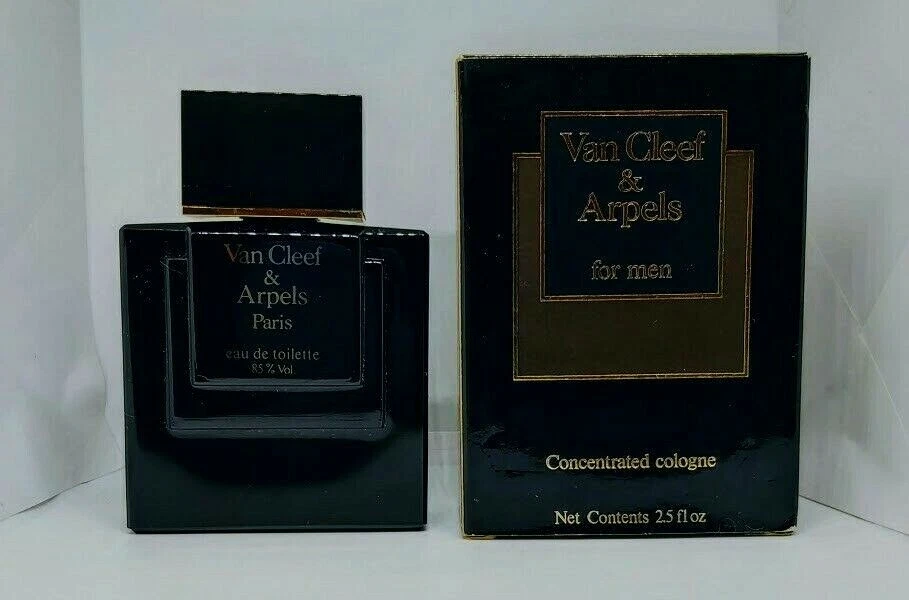 Van Cleef
&
Arpels
Paris
eau de toilette
85 % Vol
Van Cleef
&
Arpels
for men
Concentrated cologne
Net Contents 2.5 fl oz